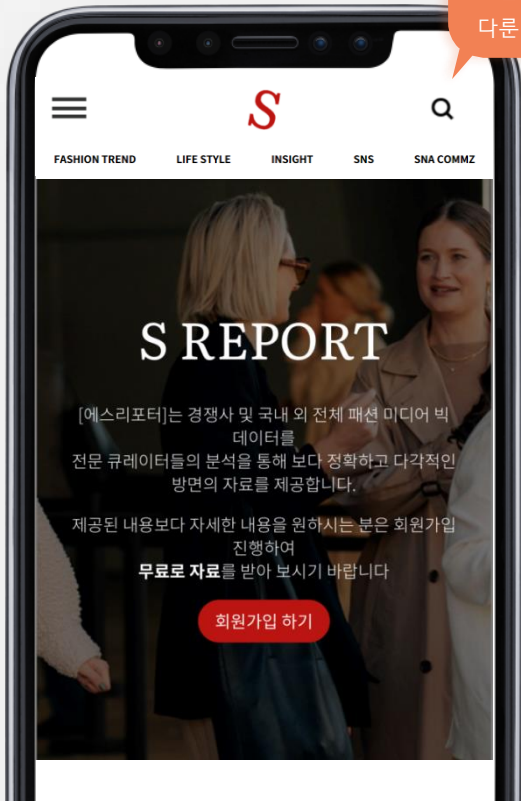 다룬
S
FASHION TREND LIFE STYLE INSIGHT SNS SNA COMMZ
S REPORT
[에스리포터]는 경쟁사 및 국내 외 전체 패션 미디어 빅
데이터를
전문 큐레이터들의 분석을 통해 보다 정확하고 다각적인
방면의 자료를 제공합니다.
제공된 내용보다 자세한 내용을 원하시는 분은 회원가입
진행하여
무료로 자료를 받아 보시기 바랍니다
회원가입 하기